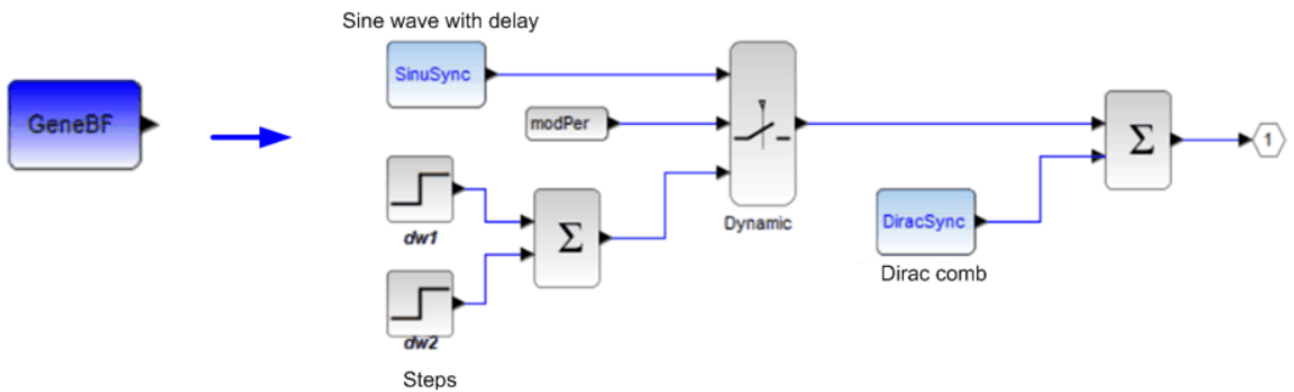 Sine wave with delay
GeneBF
SinuSync
modPer
dw1
Σ
dw2
Steps
Dynamic
DiracSync
Dirac comb
Σ
1